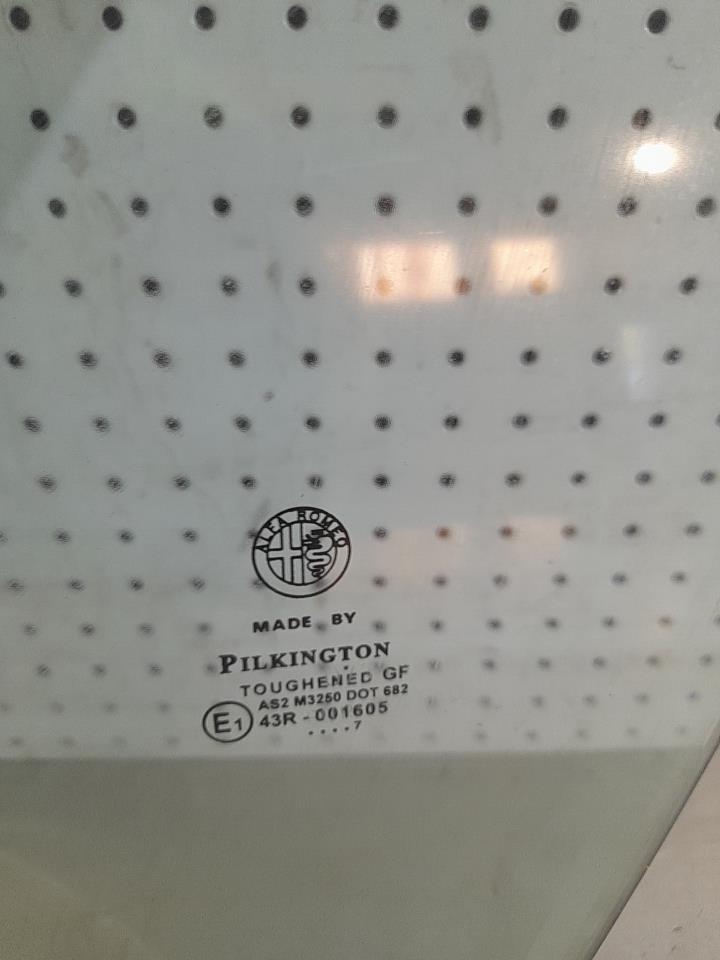 ALFA ROMEO
MADE BY
PILKINGTON
TOUGHENED GF
AS2 M3250 DOT 682
E1 43R - 001605
. . . . 7